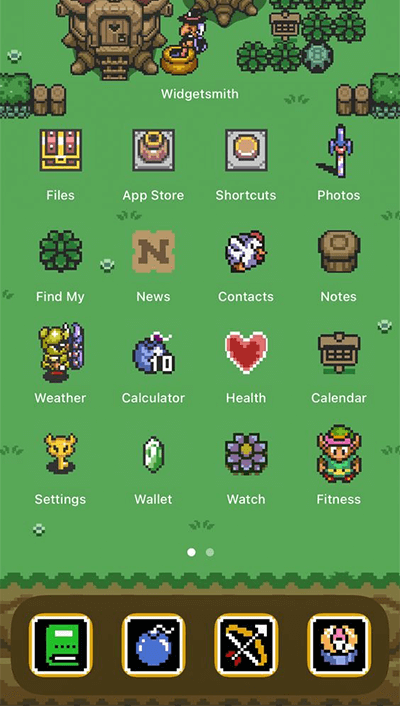 Widgetsmith
Files App Store Shortcuts Photos
N
Find My News Contacts Notes
10
Weather Calculator Health Calendar
Settings Wallet Watch Fitness